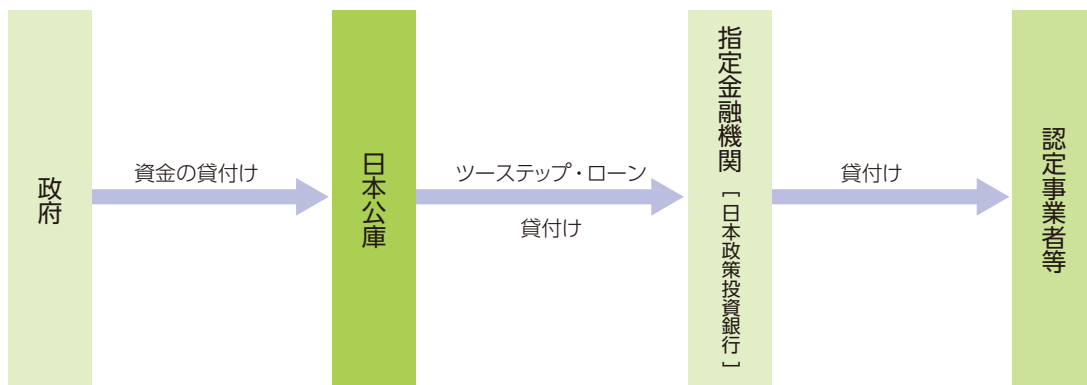 政府
資金の貸付け
日本公庫
ツーステップ・ローン
貸付け
指定金融機関［日本政策投資銀行］
貸付け
認定事業者等